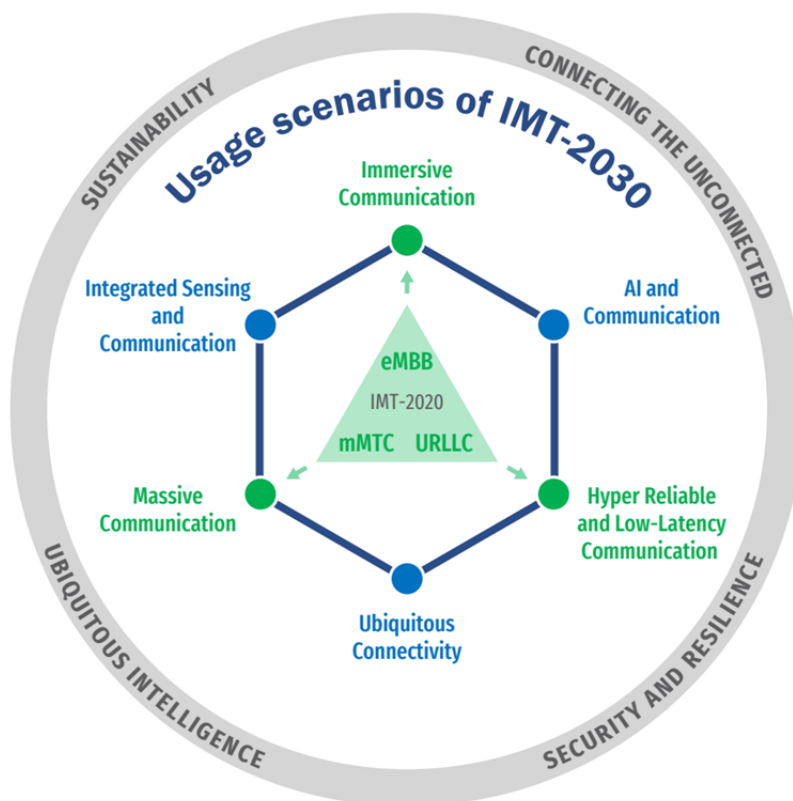 SUSTAINABILITY
CONNECTING THE UNCONNECTED
Usage scenarios of IMT-2030
Immersive
Communication
Integrated Sensing
and
Communication
AI and
Communication
eMBB
IMT-2020
mMTC URLLC
Massive
Communication
Hyper Reliable
and Low-Latency
Communication
Ubiquitous
Connectivity
UBIQUITOUS INTELLIGENCE
SECURITY AND RESILIENCE